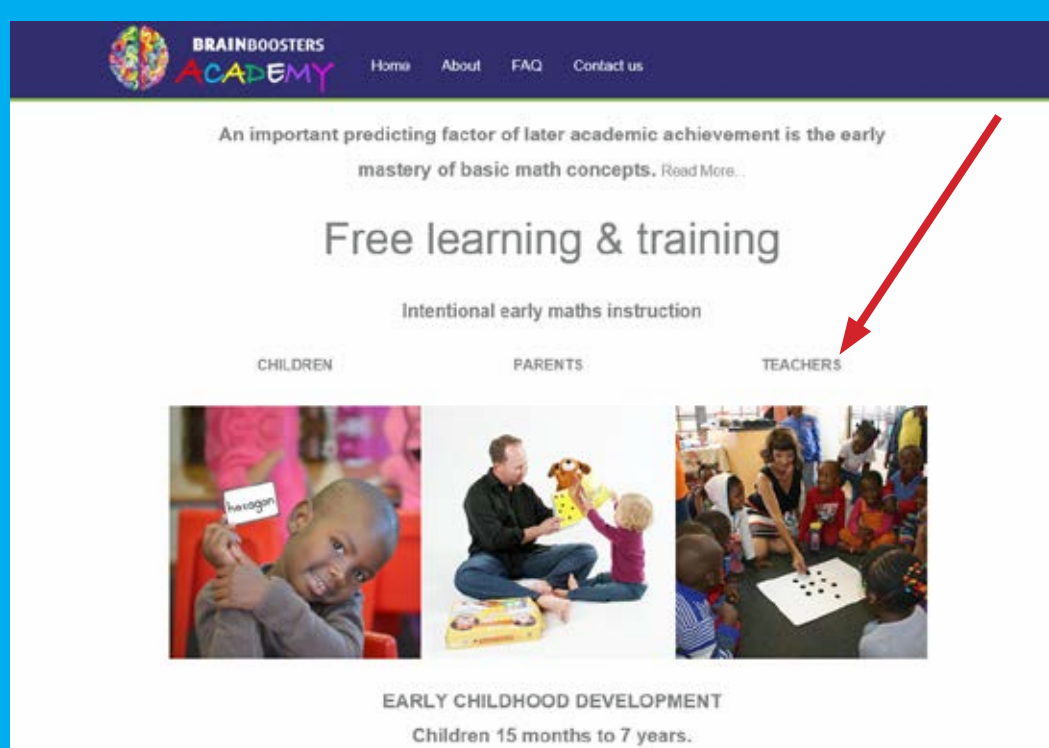 BRAINBOOSTERS
ACADEMY
Home About FAQ Contact us
An important predicting factor of later academic achievement is the early
mastery of basic math concepts. Read More...
Free learning & training
Intentional early maths instruction
CHILDREN PARENTS TEACHERS
hexagon
EARLY CHILDHOOD DEVELOPMENT
Children 15 months to 7 years.